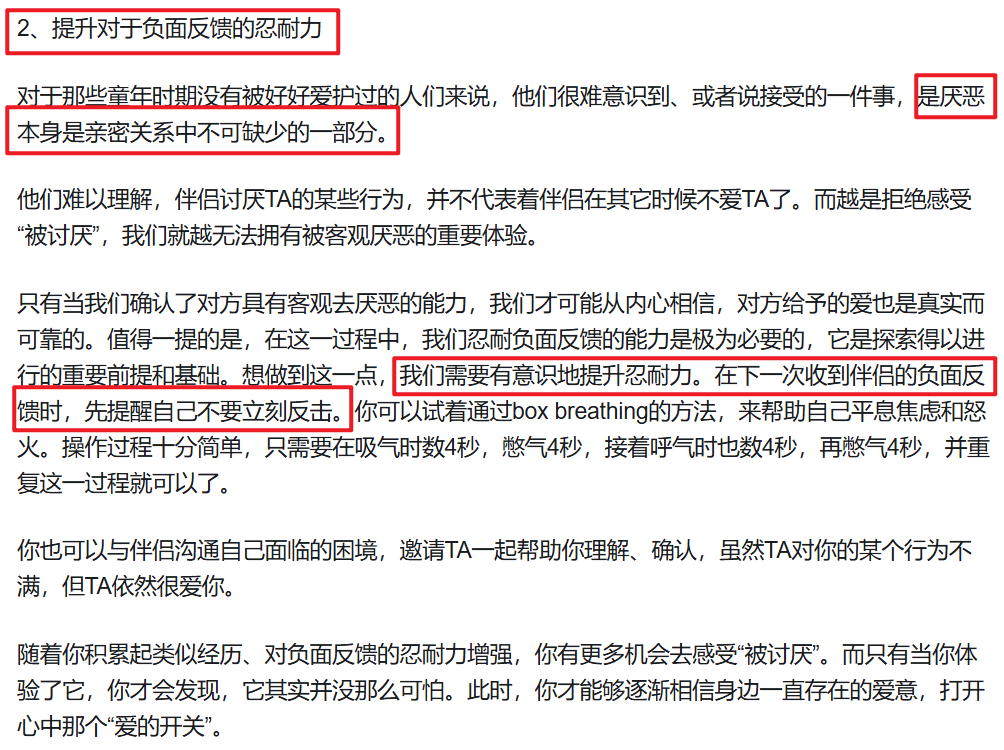 2、提升对于负面反馈的忍耐力
对于那些童年时期没有被好好爱护过的人们来说，他们很难意识到、或者说接受的一件事，是厌恶
本身是亲密关系中不可缺少的一部分。
他们难以理解，伴侣讨厌TA的某些行为，并不代表着伴侣在其它时候不爱TA了。而越是拒绝感受
“被讨厌”，我们就越无法拥有被客观厌恶的重要体验。
只有当我们确认了对方具有客观去厌恶的能力，我们才可能从内心相信，对方给予的爱也是真实而
可靠的。值得一提的是，在这一过程中，我们忍耐负面反馈的能力是极为必要的，它是探索得以进
行的重要前提和基础。想做到这一点，我们需要有意识地提升忍耐力。在下一次收到伴侣的负面反
馈时，先提醒自己不要立刻反击。你可以试着通过box breathing的方法，来帮助自己平息焦虑和怒
火。操作过程十分简单，只需要在吸气时数4秒，憋气4秒，接着呼气时也数4秒，再憋气4秒，并重
复这一过程就可以了。
你也可以与伴侣沟通自己面临的困境，邀请TA一起帮助你理解、确认，虽然TA对你的某个行为不
满，但TA依然很爱你。
随着你积累起类似经历、对负面反馈的忍耐力增强，你有更多机会去感受“被讨厌”。而只有当你体
验了它，你才会发现，它其实并没那么可怕。此时，你才能够逐渐相信身边一直存在的爱意，打开
心中那个“爱的开关”。